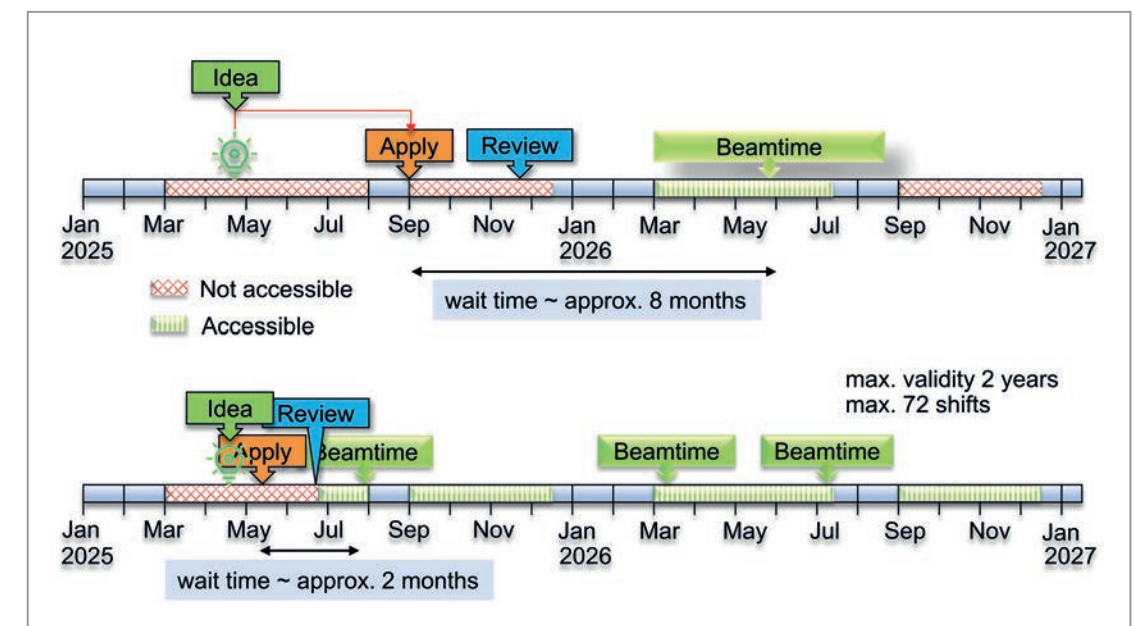 Idea
Apply Review Beamtime
Jan Mar May Jul Sep Nov Jan Mar May Jul Sep Nov Jan
2025 2026 2027
wait time ~ approx. 8 months
Not accessible
Accessible
max. validity 2 years
max. 72 shifts
Idea Review
Apply Beamtime Beamtime Beamtime
Jan Mar May Jul Sep Nov Jan Mar May Jul Sep Nov Jan
2025 2026 2027
wait time ~ approx. 2 months